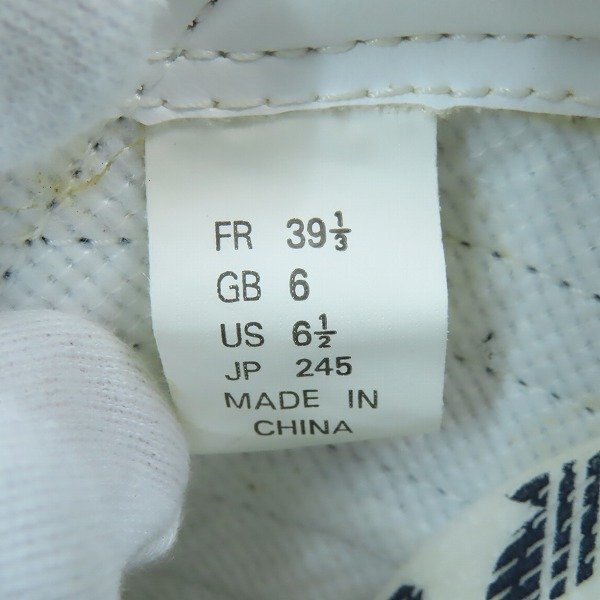 FR 39⅓
GB 6
US 6½
JP 245
MADE IN
CHINA